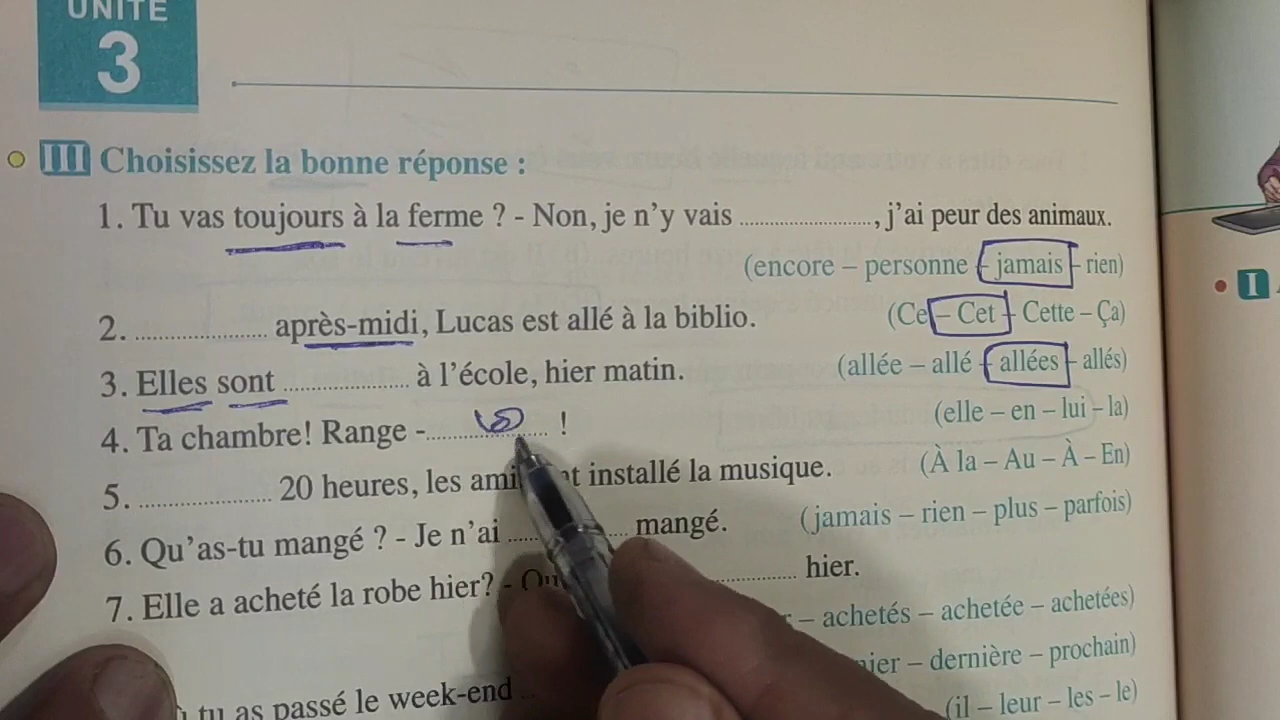 UNITÉ
3
III Choisissez la bonne réponse :
1. Tu vas toujours à la ferme ? - Non, je n'y vais ......................, j'ai peur des animaux.
(encore – personne – jamais – rien)
2. ...................... après-midi, Lucas est allé à la biblio. (Ce – Cet – Cette – Ça)
3. Elles sont ...................... à l'école, hier matin. (allée – allé – allées – allés)
4. Ta chambre! Range -...................... ! (elle – en – lui – la)
5. ...................... 20 heures, les installé la musique. (À la – Au – À – En)
6. Qu'as-tu mangé ? - Je n'ai ...................... mangé. (jamais – rien – plus – parfois)
7. Elle a acheté la robe hier? - ...................... hier.
– achetés – achetée – achetées)
– dernière – prochain)
tu as passé le week-end
(il – leur – les – le)
I